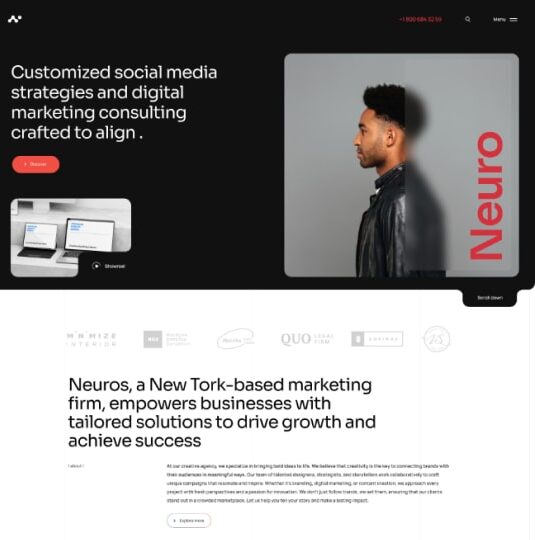 +1 800 684 32 55
Menu
Customized social media
strategies and digital
marketing consulting
crafted to align .
Discover
Neuro
Showreel
Scroll down
M N MIZE
INTERIOR
QUO LEGAL
FIRM
Neuros, a New Tork-based marketing
firm, empowers businesses with
tailored solutions to drive growth and
achieve success
( about )
At our creative agency, we specialize in bringing bold ideas to life. We believe that creativity is the key to connecting brands with
their audiences in meaningful ways. Our team of talented designers, strategists, and storytellers work collaboratively to craft
unique campaigns that resonate and inspire. Whether it's branding, digital marketing, or content creation, we approach every
project with fresh perspectives and a passion for innovation. We don't just follow trends, we set them, ensuring that our clients
stand out in a crowded marketplace. Let us help you tell your story and make a lasting impact.
Explore more